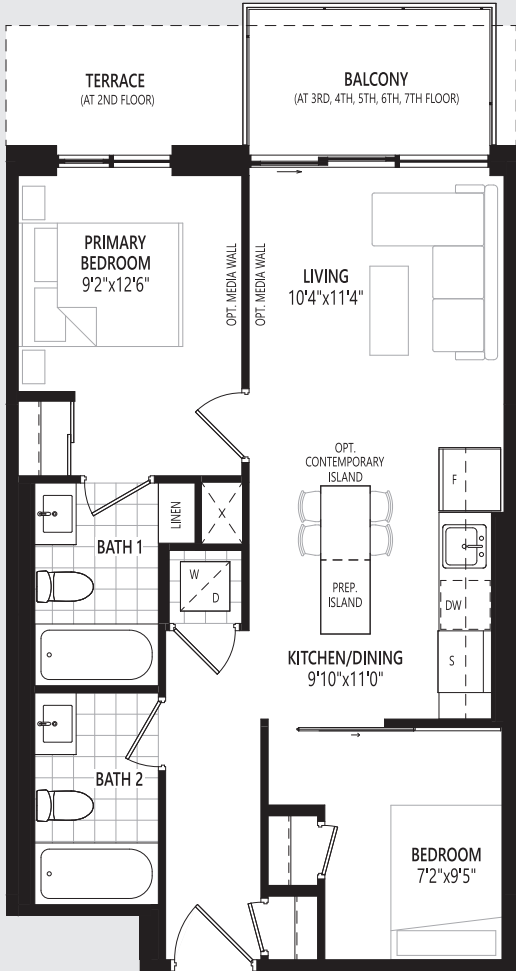 TERRACE
(AT 2ND FLOOR)
BALCONY
(AT 3RD, 4TH, 5TH, 6TH, 7TH FLOOR)
PRIMARY
BEDROOM
9'2"x12'6"
OPT. MEDIA WALL
OPT. MEDIA WALL
LIVING
10'4"x11'4"
OPT.
CONTEMPORARY
ISLAND
F
LINEN
X
BATH 1
W
D
PREP.
ISLAND
DW
S
KITCHEN/DINING
9'10"x11'0"
BATH 2
BEDROOM
7'2"x9'5"